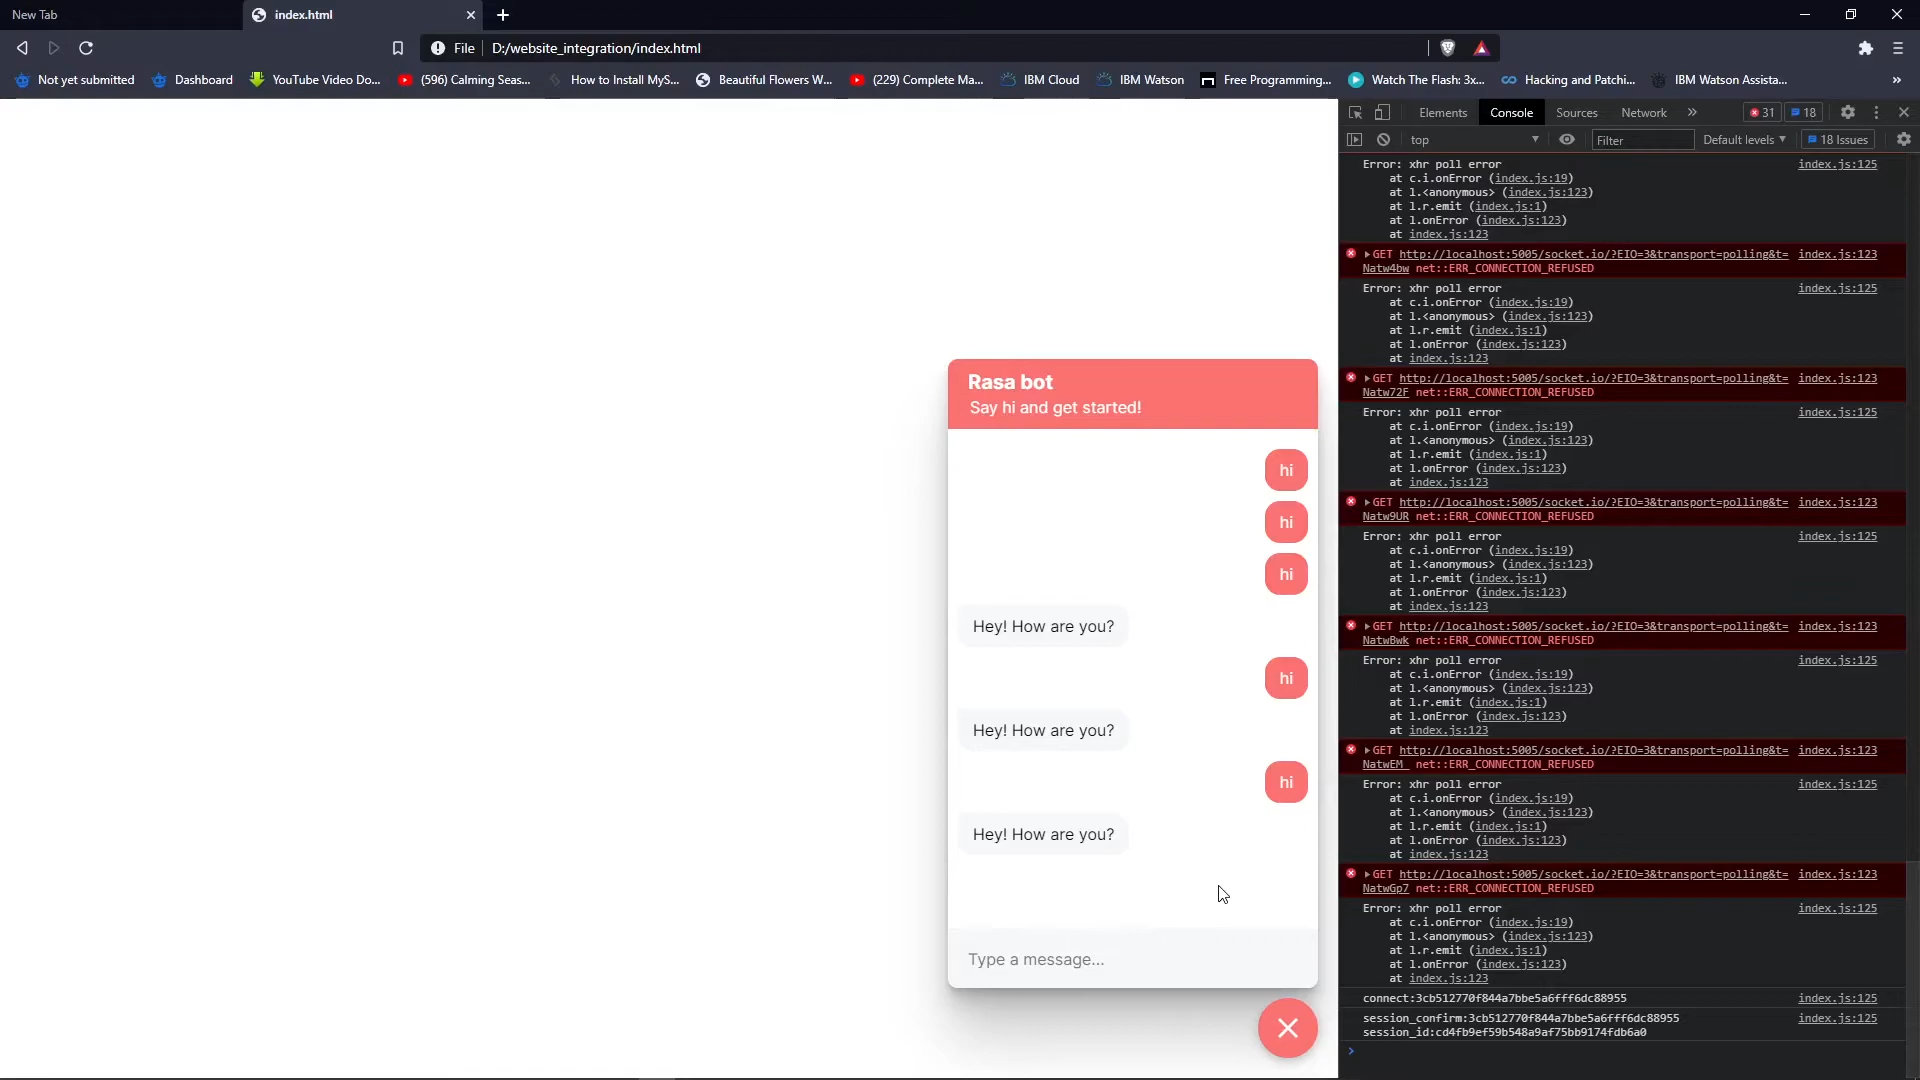 New Tab
index.html
File
D:/website_integration/index.html
Not yet submitted
Dashboard
YouTube Video Do...
(596) Calming Seas...
How to Install MyS...
Beautiful Flowers W...
(229) Complete Ma...
IBM Cloud
IBM Watson
Free Programming...
Watch The Flash: 3x...
Hacking and Patchi...
IBM Watson Assista...
Elements
Console
Sources
Network
31
18
top
Filter
Default levels
18 Issues
Rasa bot
Say hi and get started!
hi
hi
hi
Hey! How are you?
hi
Hey! How are you?
hi
Hey! How are you?
Type a message...
Error: xhr poll error index.js:125
at c.i.onError (index.js:19)
at l.<anonymous> (index.js:123)
at l.r.emit (index.js:1)
at l.onError (index.js:123)
at index.js:123
GET http://localhost:5005/socket.io/?EIO=3&transport=polling&t= index.js:123
Natw4bw net::ERR_CONNECTION_REFUSED
Error: xhr poll error index.js:125
at c.i.onError (index.js:19)
at l.<anonymous> (index.js:123)
at l.r.emit (index.js:1)
at l.onError (index.js:123)
at index.js:123
GET http://localhost:5005/socket.io/?EIO=3&transport=polling&t= index.js:123
Natw72F net::ERR_CONNECTION_REFUSED
Error: xhr poll error index.js:125
at c.i.onError (index.js:19)
at l.<anonymous> (index.js:123)
at l.r.emit (index.js:1)
at l.onError (index.js:123)
at index.js:123
GET http://localhost:5005/socket.io/?EIO=3&transport=polling&t= index.js:123
Natw9UR net::ERR_CONNECTION_REFUSED
Error: xhr poll error index.js:125
at c.i.onError (index.js:19)
at l.<anonymous> (index.js:123)
at l.r.emit (index.js:1)
at l.onError (index.js:123)
at index.js:123
GET http://localhost:5005/socket.io/?EIO=3&transport=polling&t= index.js:123
NatwBwk net::ERR_CONNECTION_REFUSED
Error: xhr poll error index.js:125
at c.i.onError (index.js:19)
at l.<anonymous> (index.js:123)
at l.r.emit (index.js:1)
at l.onError (index.js:123)
at index.js:123
GET http://localhost:5005/socket.io/?EIO=3&transport=polling&t= index.js:123
NatwEM_ net::ERR_CONNECTION_REFUSED
Error: xhr poll error index.js:125
at c.i.onError (index.js:19)
at l.<anonymous> (index.js:123)
at l.r.emit (index.js:1)
at l.onError (index.js:123)
at index.js:123
GET http://localhost:5005/socket.io/?EIO=3&transport=polling&t= index.js:123
NatwGp7 net::ERR_CONNECTION_REFUSED
Error: xhr poll error index.js:125
at c.i.onError (index.js:19)
at l.<anonymous> (index.js:123)
at l.r.emit (index.js:1)
at l.onError (index.js:123)
at index.js:123
connect:3cb512770f844a7bbe5a6fff6dc88955 index.js:125
session_confirm:3cb512770f844a7bbe5a6fff6dc88955 index.js:125
session_id:cd4fb9ef59b548a9af75bb9174fdb6a0